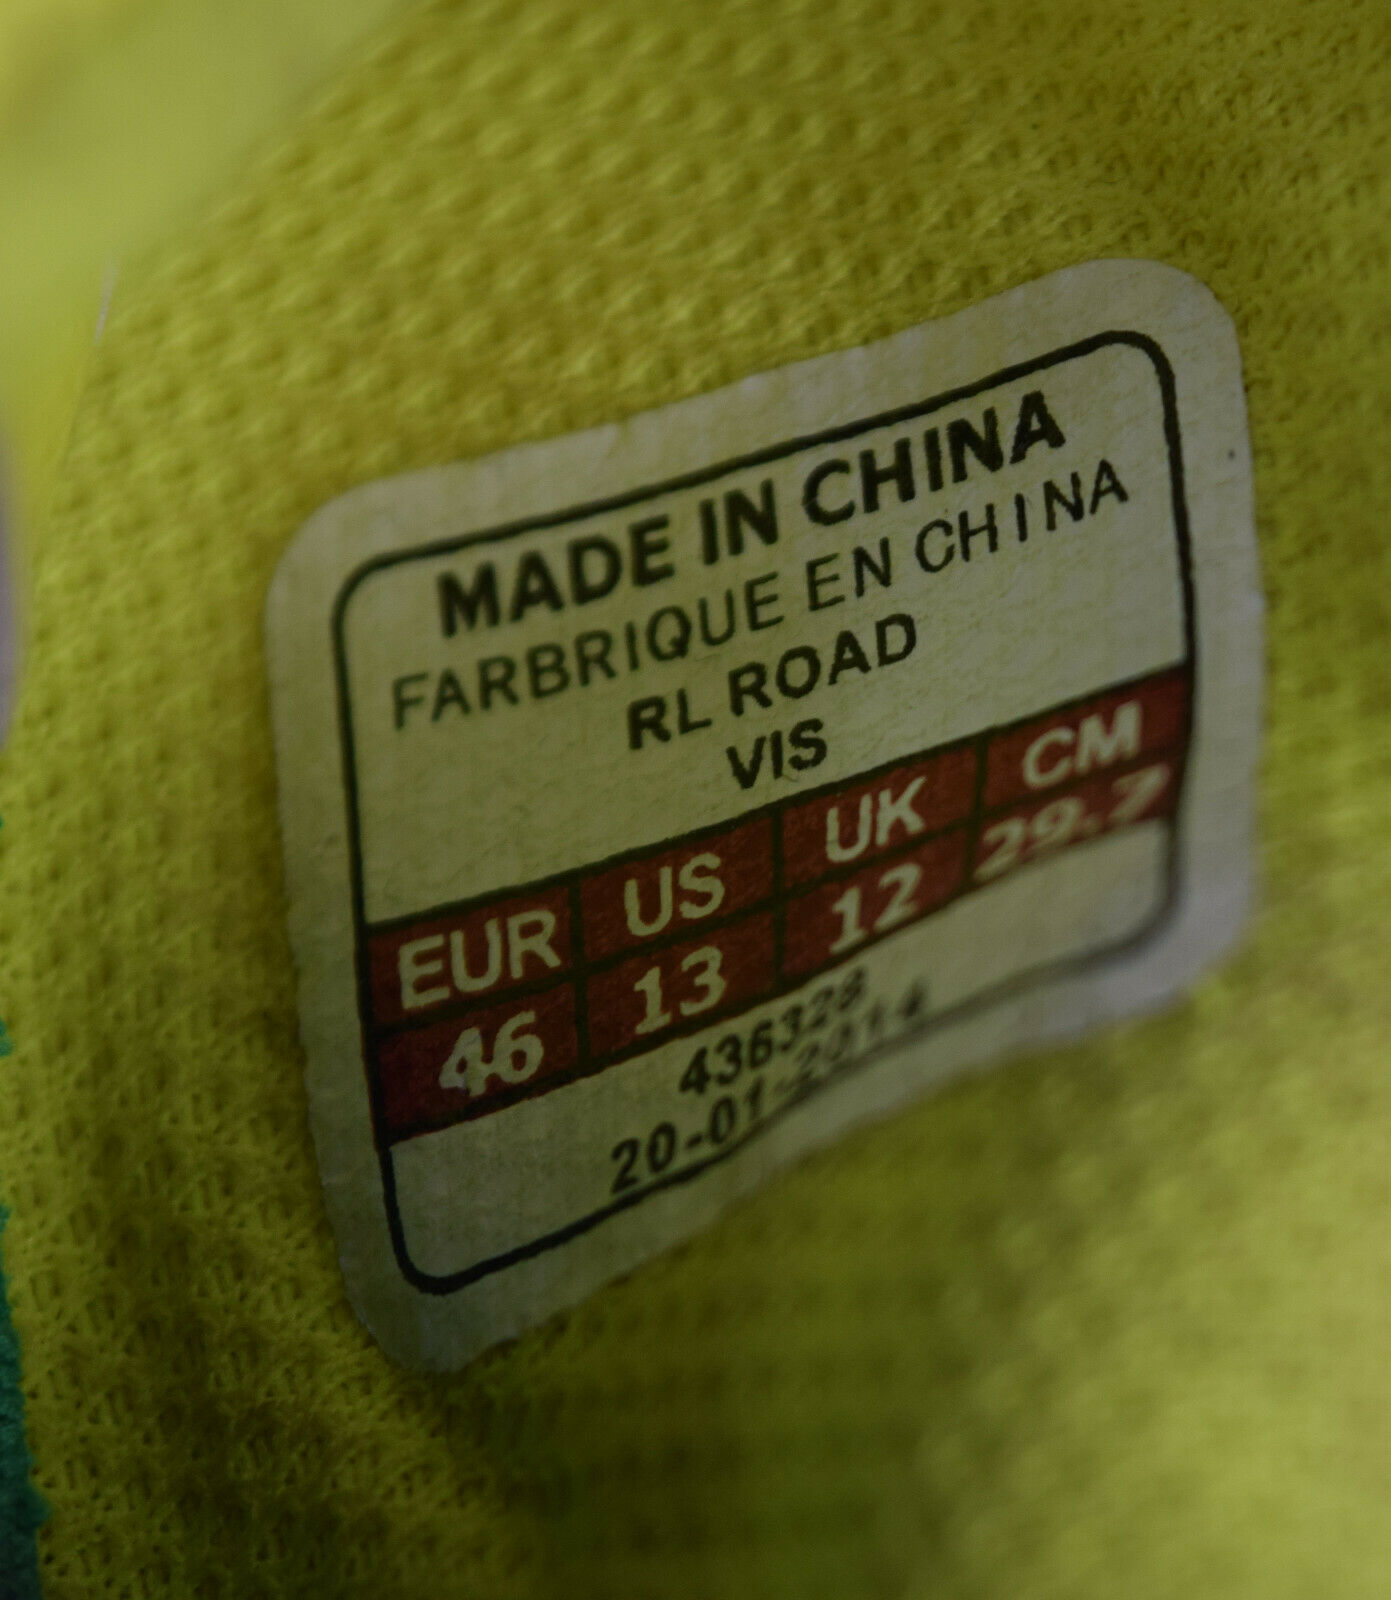 MADE IN CHINA
FARBRIQUE EN CHINA
RL ROAD
VIS
EUR US UK CM
46 13 12 29.7
436328
20-01-2014